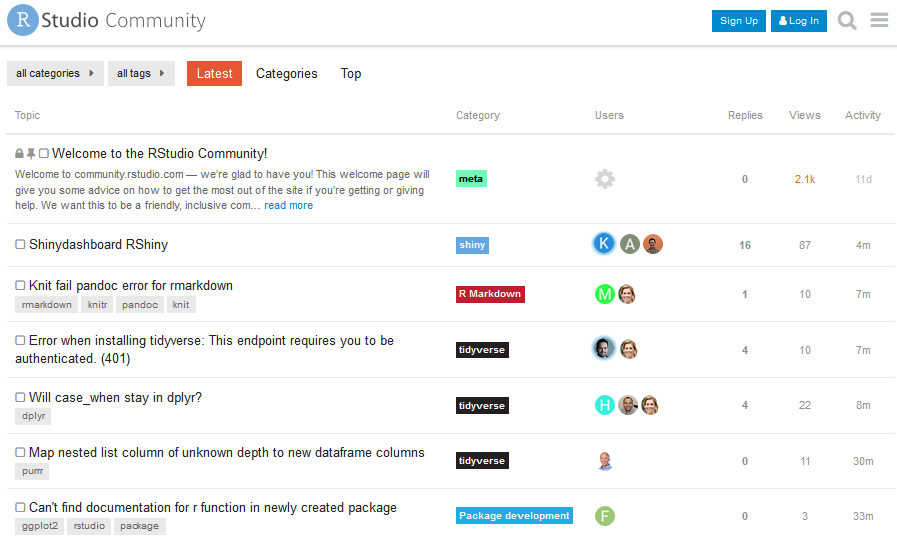 R Studio Community
Sign Up
Log In
all categories
all tags
Latest
Categories
Top
Topic Category Users Replies Views Activity
Welcome to the RStudio Community!
Welcome to community.rstudio.com — we're glad to have you! This welcome page will
give you some advice on how to get the most out of the site if you're getting or giving
help. We want this to be a friendly, inclusive com… read more
meta
0 2.1k 11d
Shinydashboard RShiny
shiny
K A
16 87 4m
Knit fail pandoc error for rmarkdown
rmarkdown knitr pandoc knit
R Markdown
M
1 10 7m
Error when installing tidyverse: This endpoint requires you to be
authenticated. (401)
tidyverse
4 10 7m
Will case_when stay in dplyr?
dplyr
tidyverse
H
4 22 8m
Map nested list column of unknown depth to new dataframe columns
purrr
tidyverse
0 11 30m
Can't find documentation for r function in newly created package
ggplot2 rstudio package
Package development
F
0 3 33m